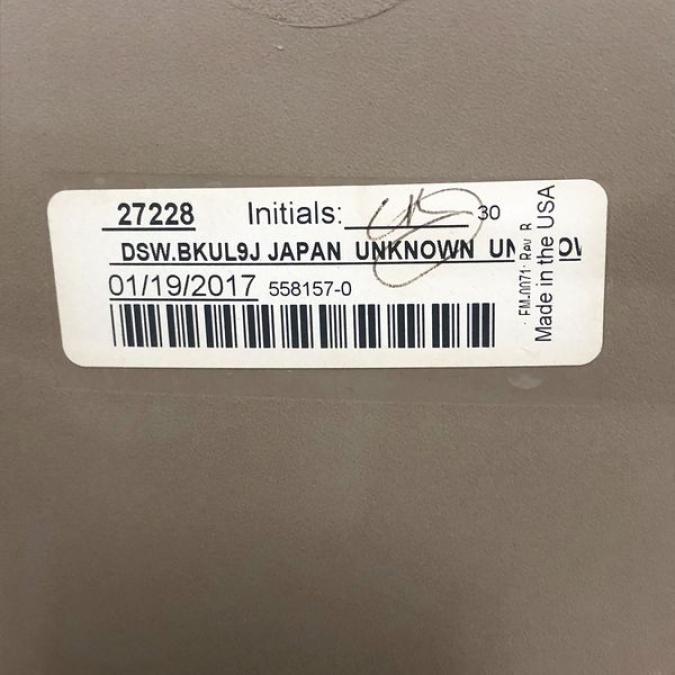 27228 Initials: 30
DSW.BKUL9J JAPAN UNKNOWN
01/19/2017 558157-0
FM-0071: Rev R
Made in the USA